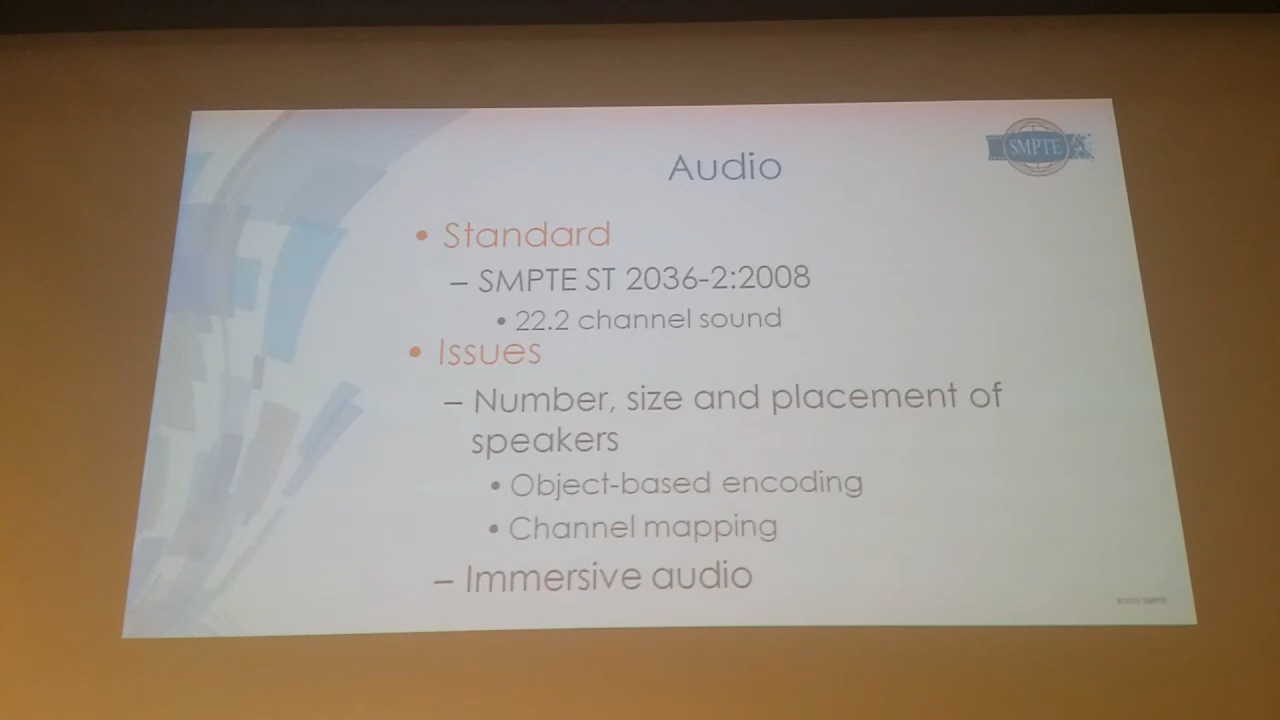 SMPTE
Audio
• Standard
– SMPTE ST 2036-2:2008
• 22.2 channel sound
• Issues
– Number, size and placement of
speakers
• Object-based encoding
• Channel mapping
– Immersive audio